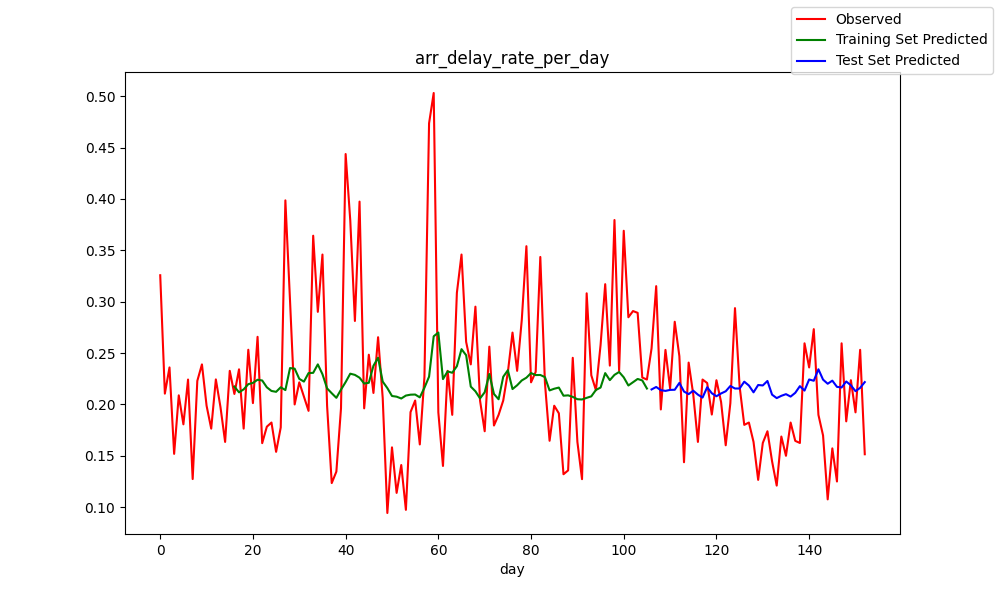 Observed
Training Set Predicted
Test Set Predicted
arr_delay_rate_per_day
0.50
0.45
0.40
0.35
0.30
0.25
0.20
0.15
0.10
0 20 40 60 80 100 120 140
day